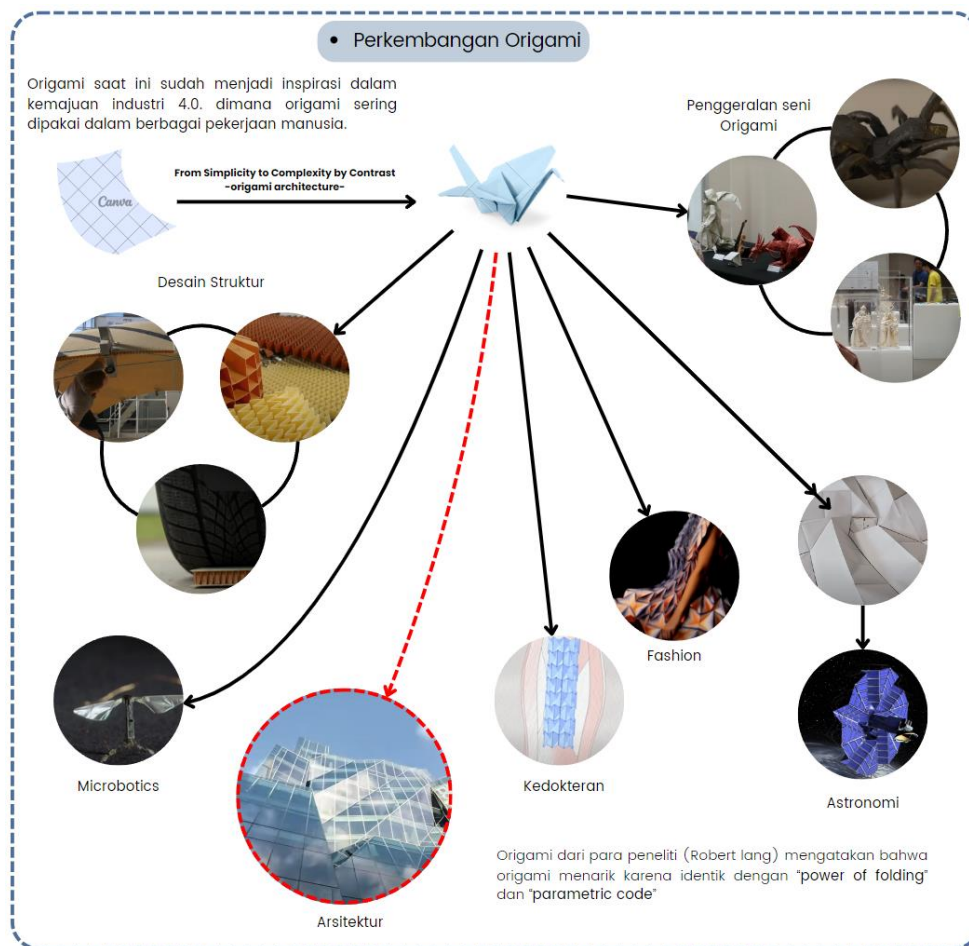 • Perkembangan Origami
Origami saat ini sudah menjadi inspirasi dalam
kemajuan industri 4.0. dimana origami sering
dipakai dalam berbagai pekerjaan manusia.
Penggeralan seni
Origami
From Simplicity to Complexity by Contrast
-origami architecture-
Canva
Desain Struktur
Fashion
Microbotics
Kedokteran
Astronomi
Origami dari para peneliti (Robert lang) mengatakan bahwa
origami menarik karena identik dengan “power of folding”
dan “parametric code”
Arsitektur